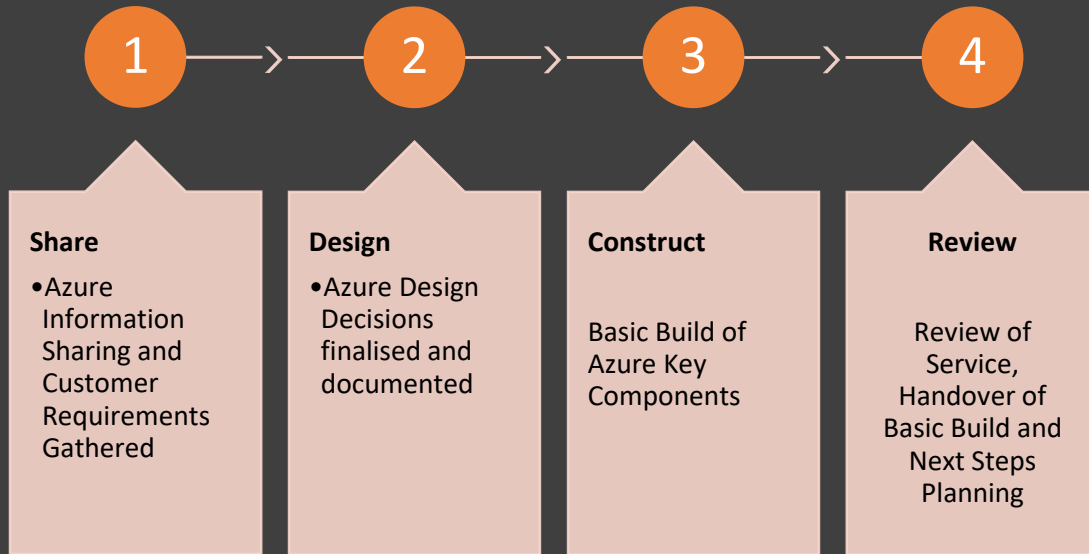 1
2
3
4
Share
•Azure
Information
Sharing and
Customer
Requirements
Gathered
Design
•Azure Design
Decisions
finalised and
documented
Construct
Basic Build of
Azure Key
Components
Review
Review of
Service,
Handover of
Basic Build and
Next Steps
Planning